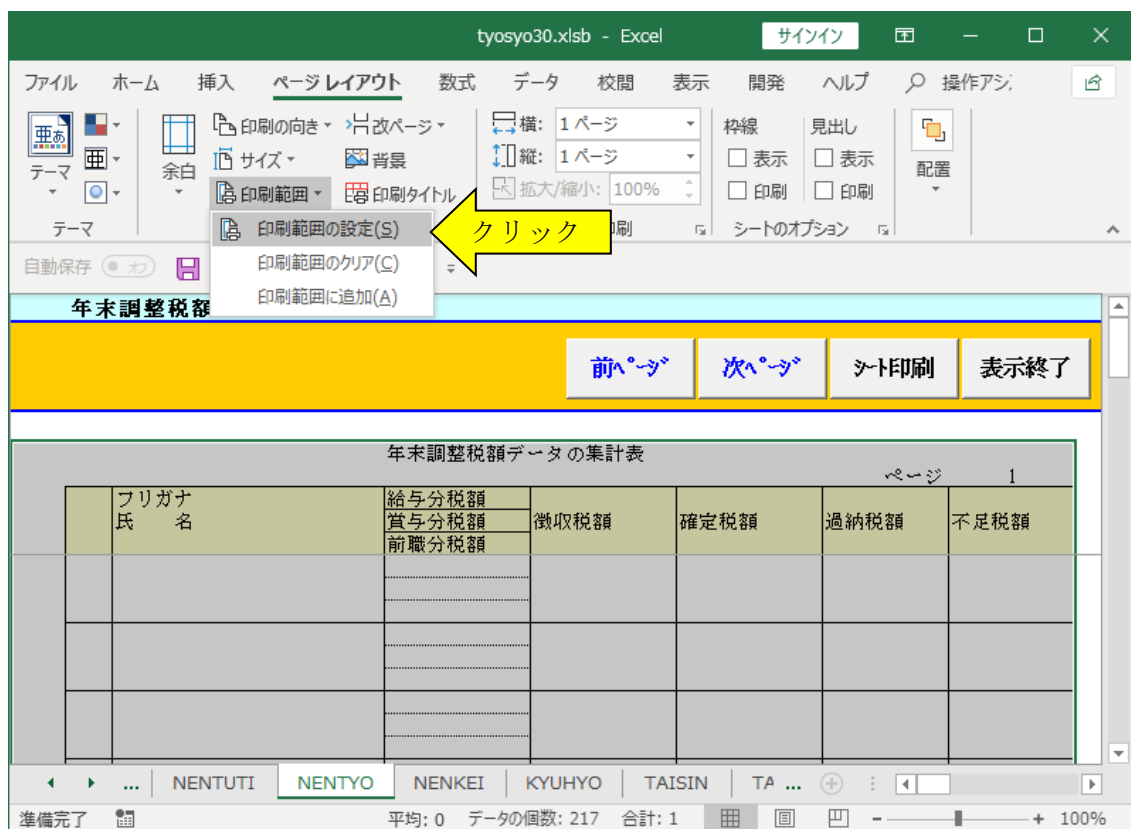 tyosyo30.xlsb - Excel サインイン
ファイル ホーム 挿入 ページ レイアウト 数式 データ 校閲 表示 開発 ヘルプ 操作アシ
亜あ 印刷の向き 改ページ 横: 1 ページ 枠線 見出し
亜 サイズ 背景 縦: 1 ページ 表示 表示
テーマ 余白 印刷範囲 印刷タイトル 拡大/縮小: 100% 印刷 印刷 配置
テーマ 印刷範囲の設定(S) クリック 印刷 シートのオプション
自動保存 オフ 印刷範囲のクリア(C)
印刷範囲に追加(A)
年末調整税額
前ページ 次ページ シート印刷 表示終了
年末調整税額データの集計表
ページ 1
フリガナ 給与分税額
氏 名 賞与分税額 徴収税額 確定税額 過納税額 不足税額
前職分税額
... NENTUTI NENTYO NENKEI KYUHYO TAISIN TA ...
準備完了 平均: 0 データの個数: 217 合計: 1 100%